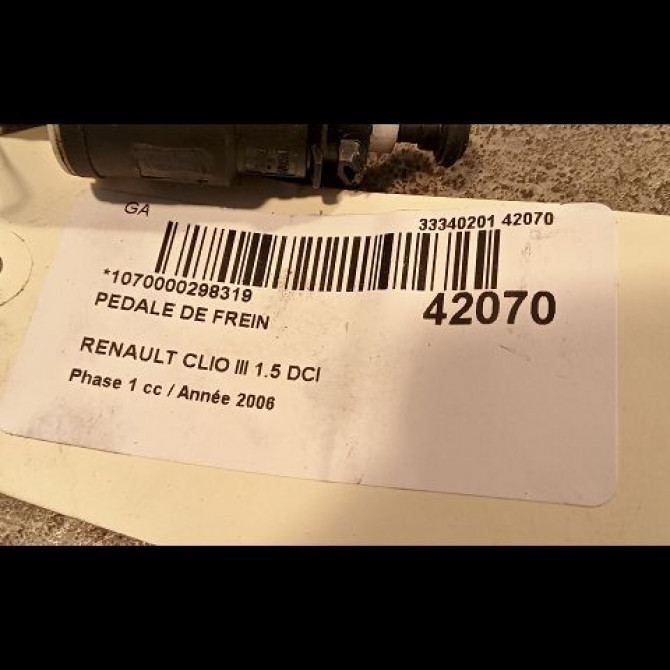 GA
33340201 42070
*1070000298319
42070
PEDALE DE FREIN
RENAULT CLIO III 1.5 DCI
Phase 1 cc / Année 2006